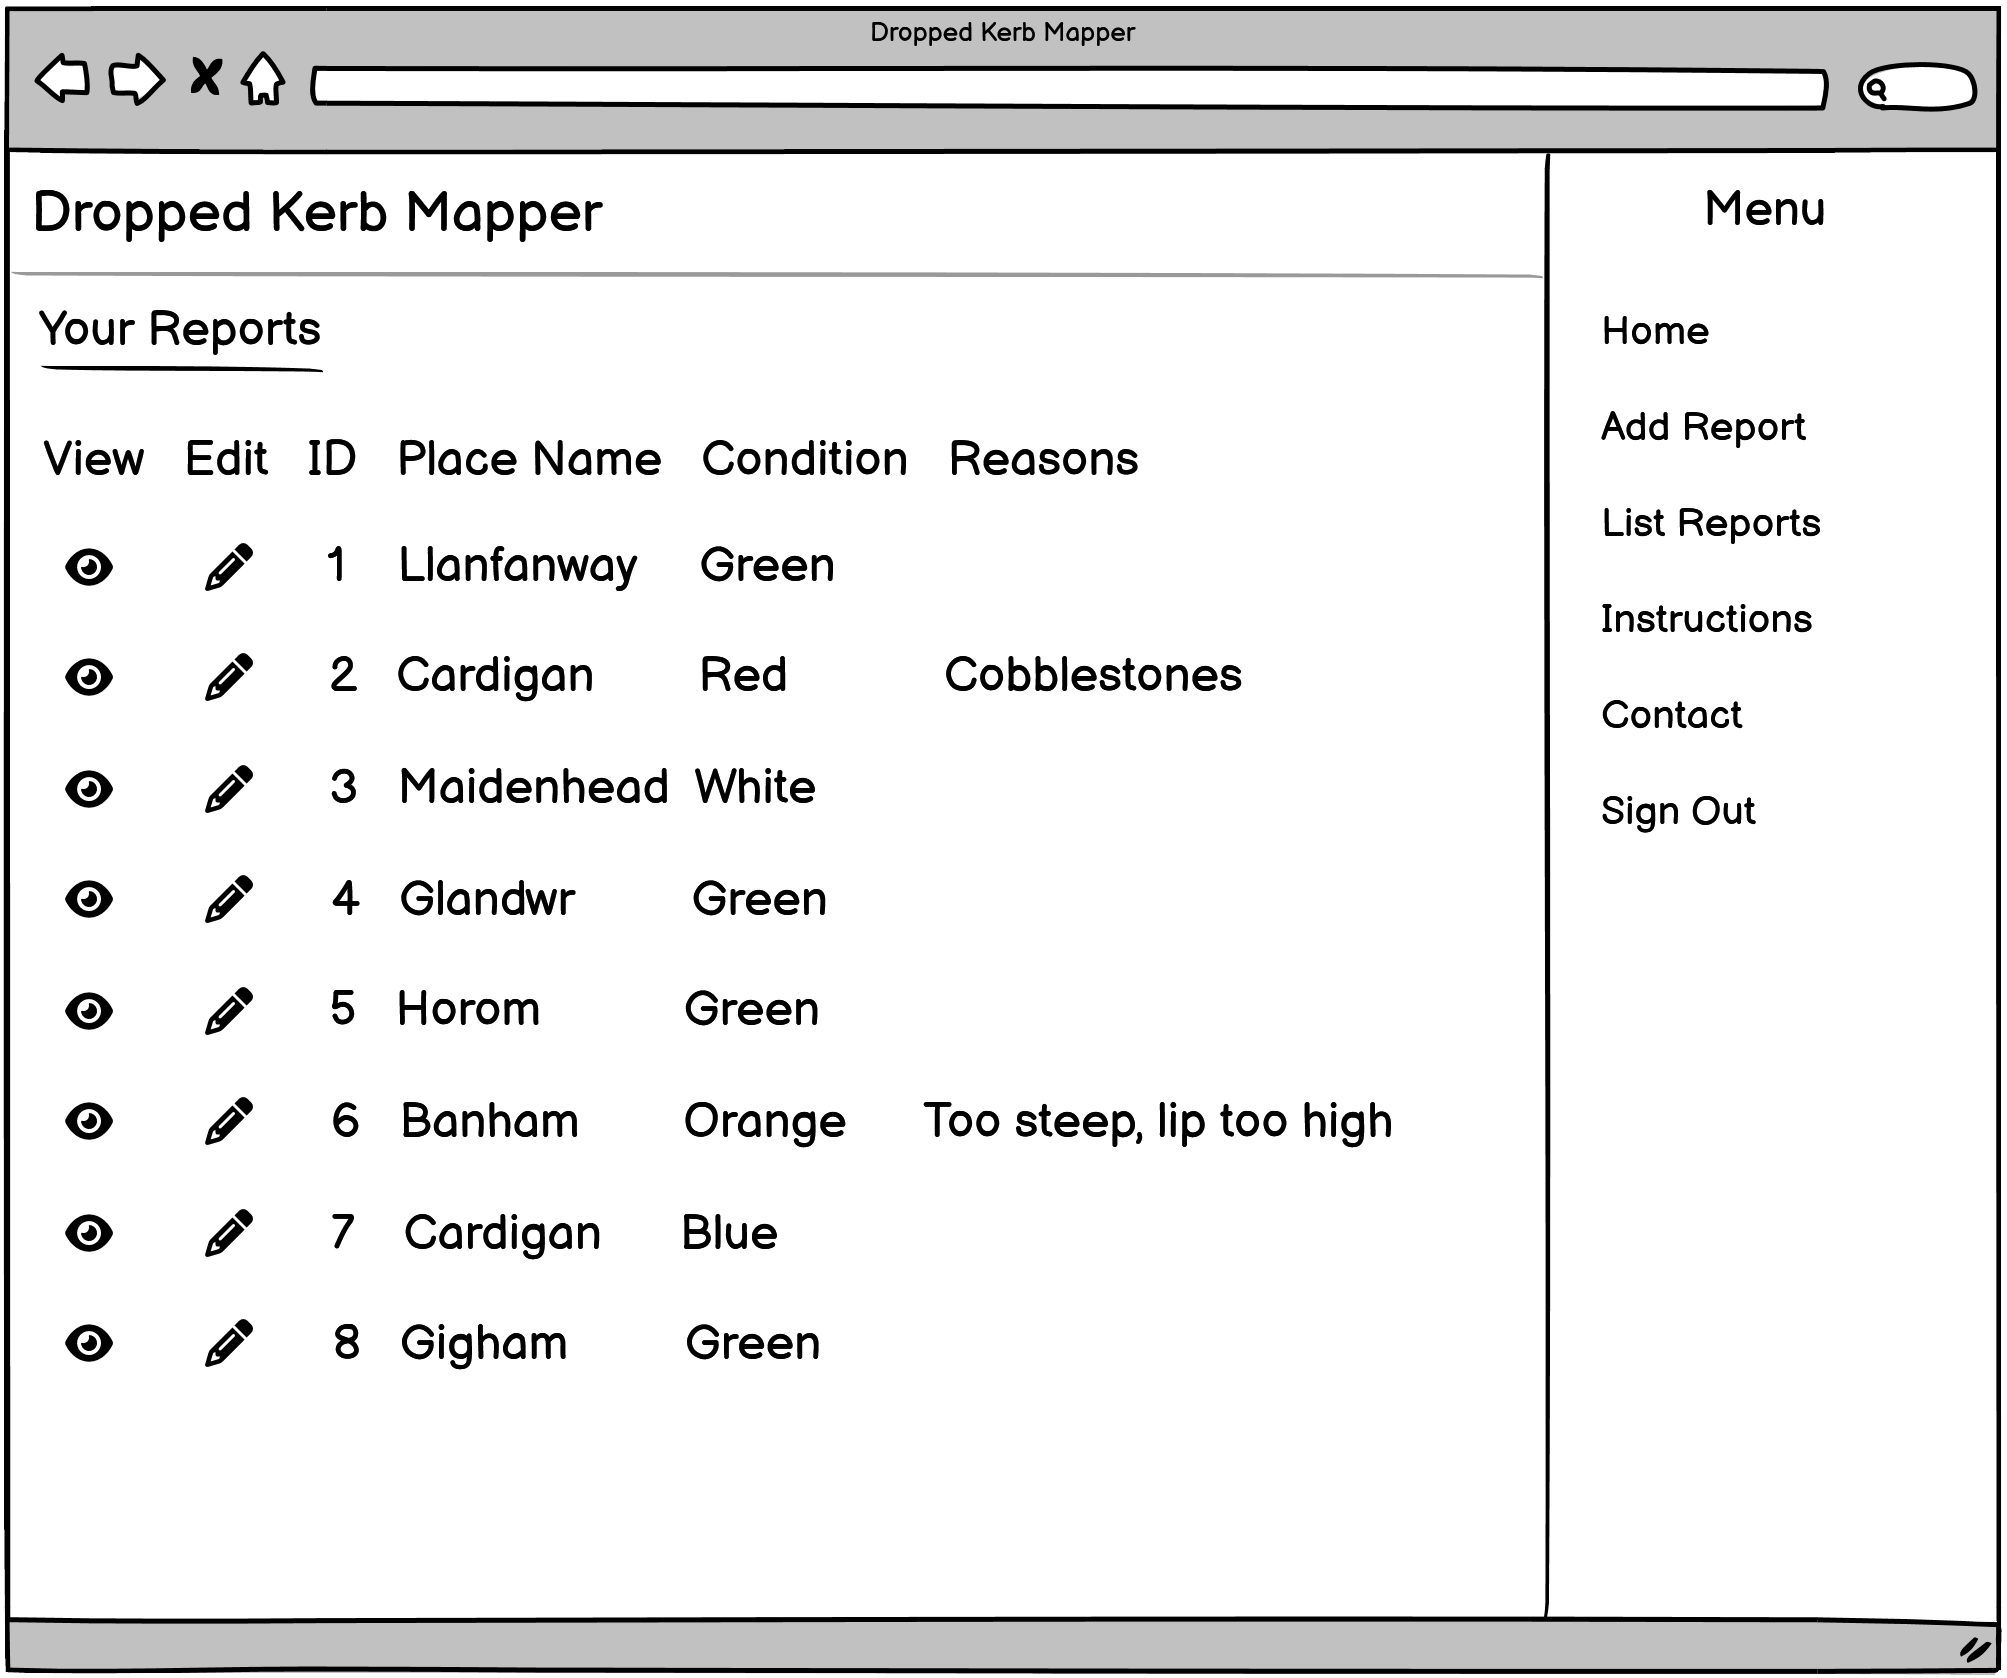 Dropped Kerb Mapper
Dropped Kerb Mapper
Your Reports
View Edit ID Place Name Condition Reasons
1 Llanfanway Green
2 Cardigan Red Cobblestones
3 Maidenhead White
4 Glandwr Green
5 Horom Green
6 Banham Orange Too steep, lip too high
7 Cardigan Blue
8 Gigham Green
Menu
Home
Add Report
List Reports
Instructions
Contact
Sign Out